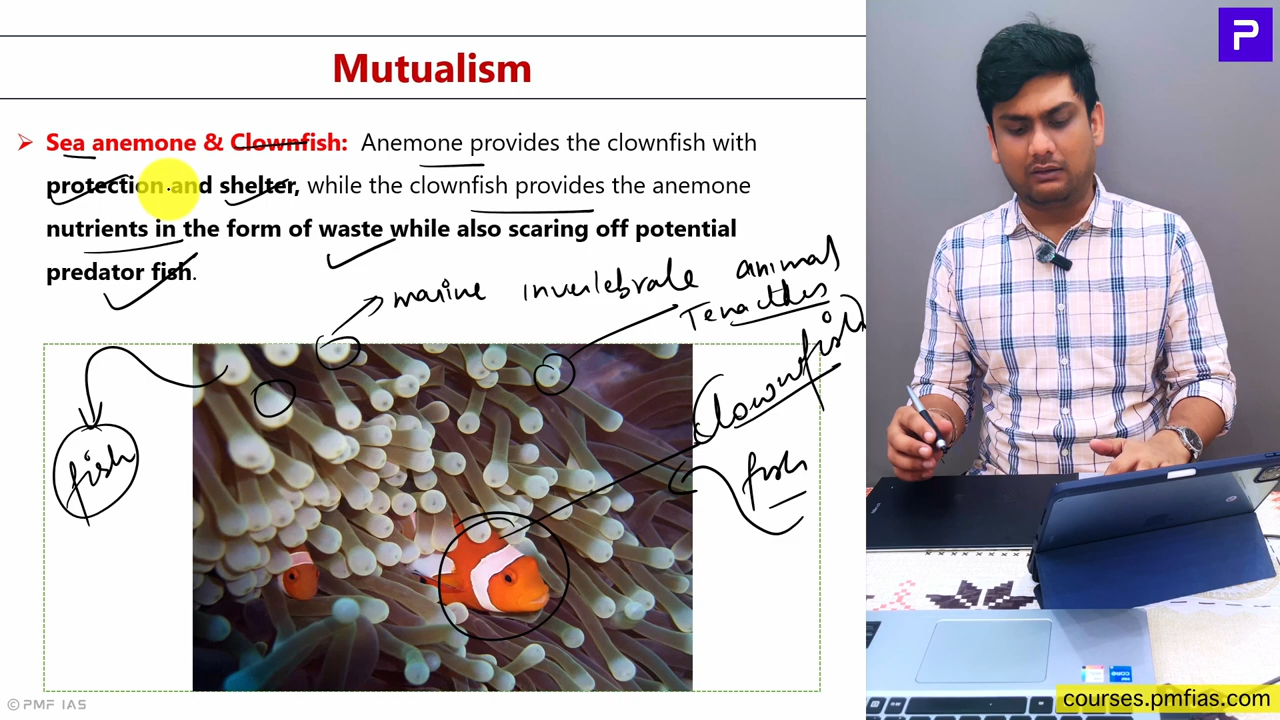 Mutualism
P
➢ Sea anemone & Clownfish: Anemone provides the clownfish with
protection and shelter, while the clownfish provides the anemone
nutrients in the form of waste while also scaring off potential
predator fish.
marine invertebrate animal
Tenactles
Clownfish
fish
fish
© PMF IAS
courses.pmfias.com